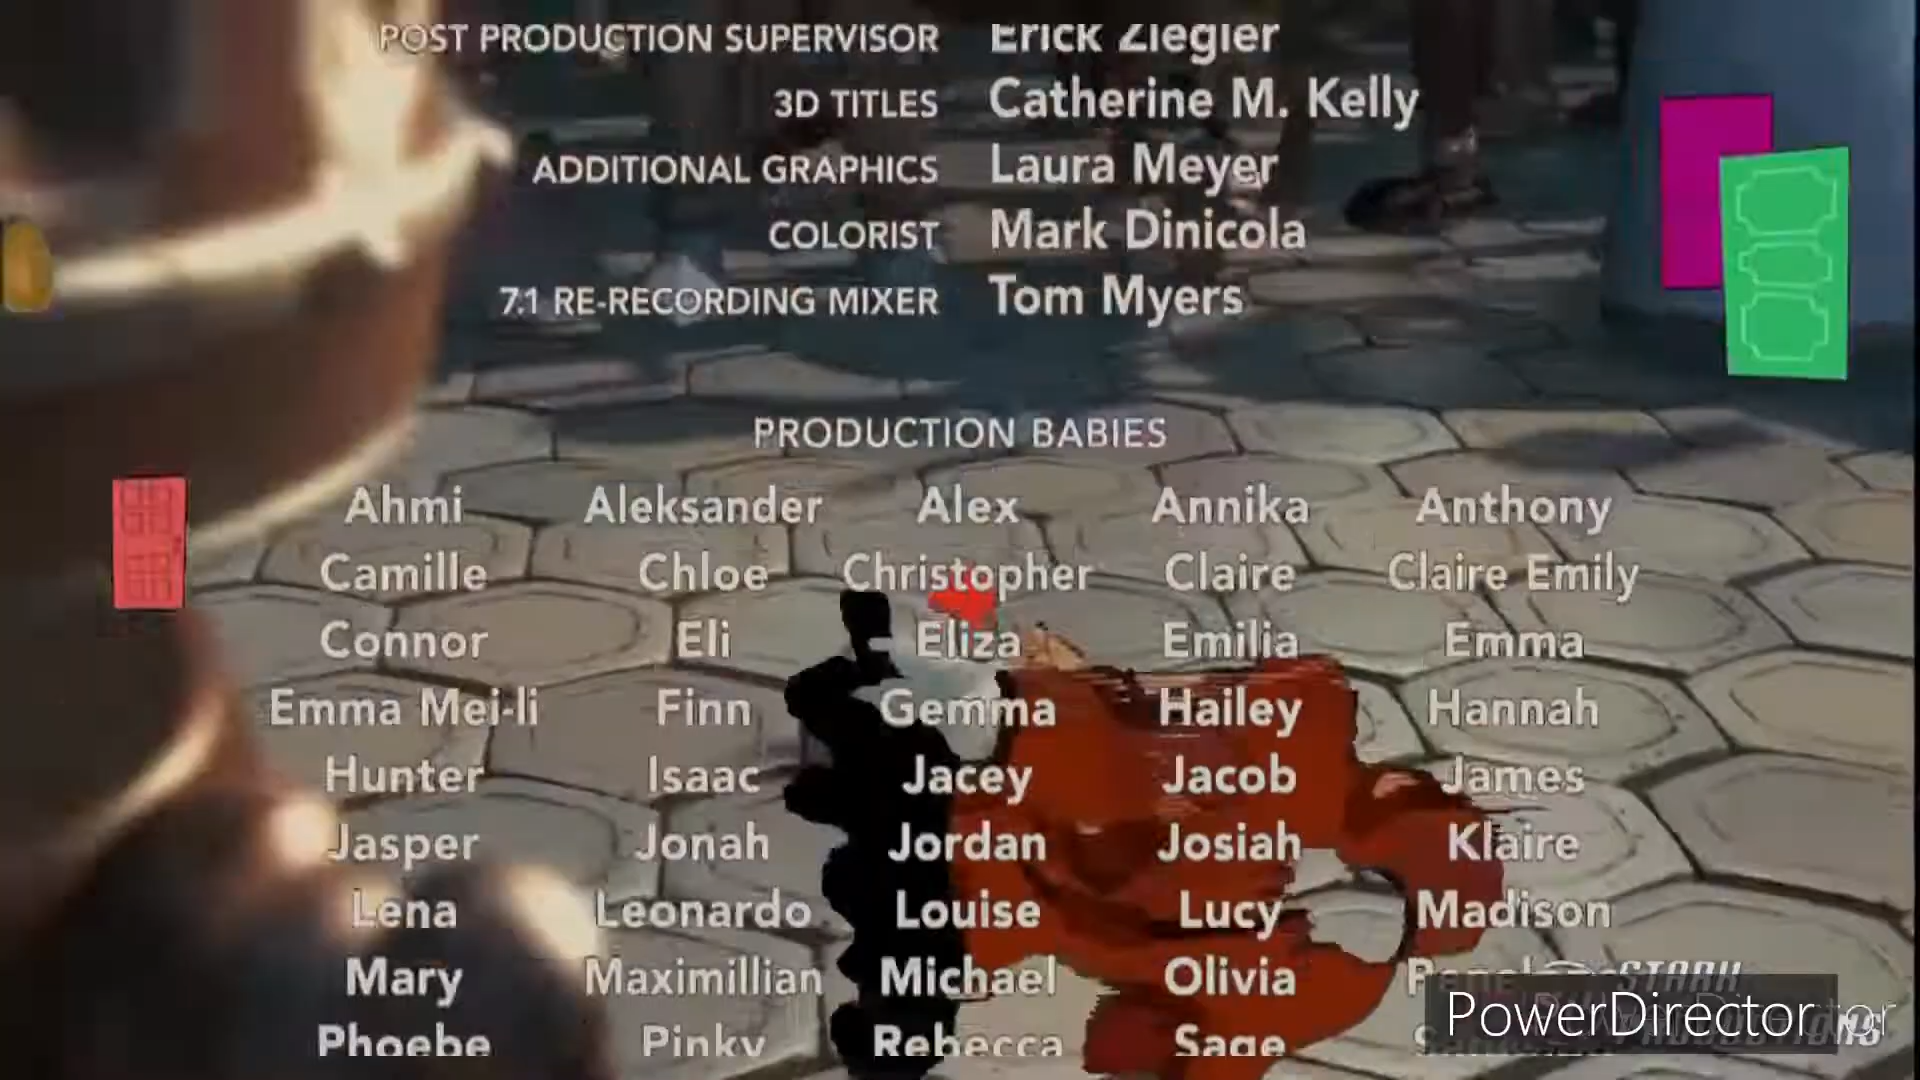 POST PRODUCTION SUPERVISOR Erick Ziegler
3D TITLES Catherine M. Kelly
ADDITIONAL GRAPHICS Laura Meyer
COLORIST Mark Dinicola
7.1 RE-RECORDING MIXER Tom Myers
PRODUCTION BABIES
Ahmi Aleksander Alex Annika Anthony
Camille Chloe Christopher Claire Claire Emily
Connor Eli Eliza Emilia Emma
Emma Mei-li Finn Gemma Hailey Hannah
Hunter Isaac Jacey Jacob James
Jasper Jonah Jordan Josiah Klaire
Lena Leonardo Louise Lucy Madison
Mary Maximillian Michael Olivia
Phoebe Pinky Rebecca Sage
STARK
PowerDirector